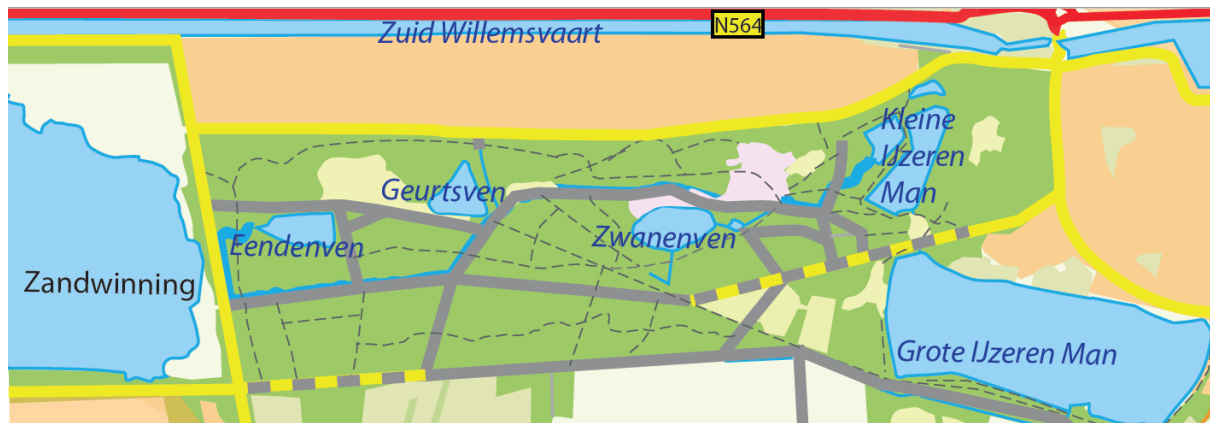 Zuid Willemsvaart
N564
Kleine
IJzeren
Man
Geurtsven
Eendenven
Zwanenven
Zandwinning
Grote IJzeren Man